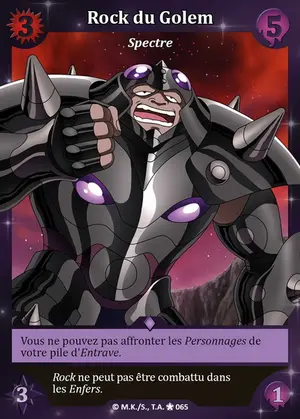 3
Rock du Golem
5
Spectre
Vous ne pouvez pas affronter les Personnages de
votre pile d'Entrave.
3
Rock ne peut pas être combattu dans
les Enfers.
1
© M.K./S., T.A. ★ 065